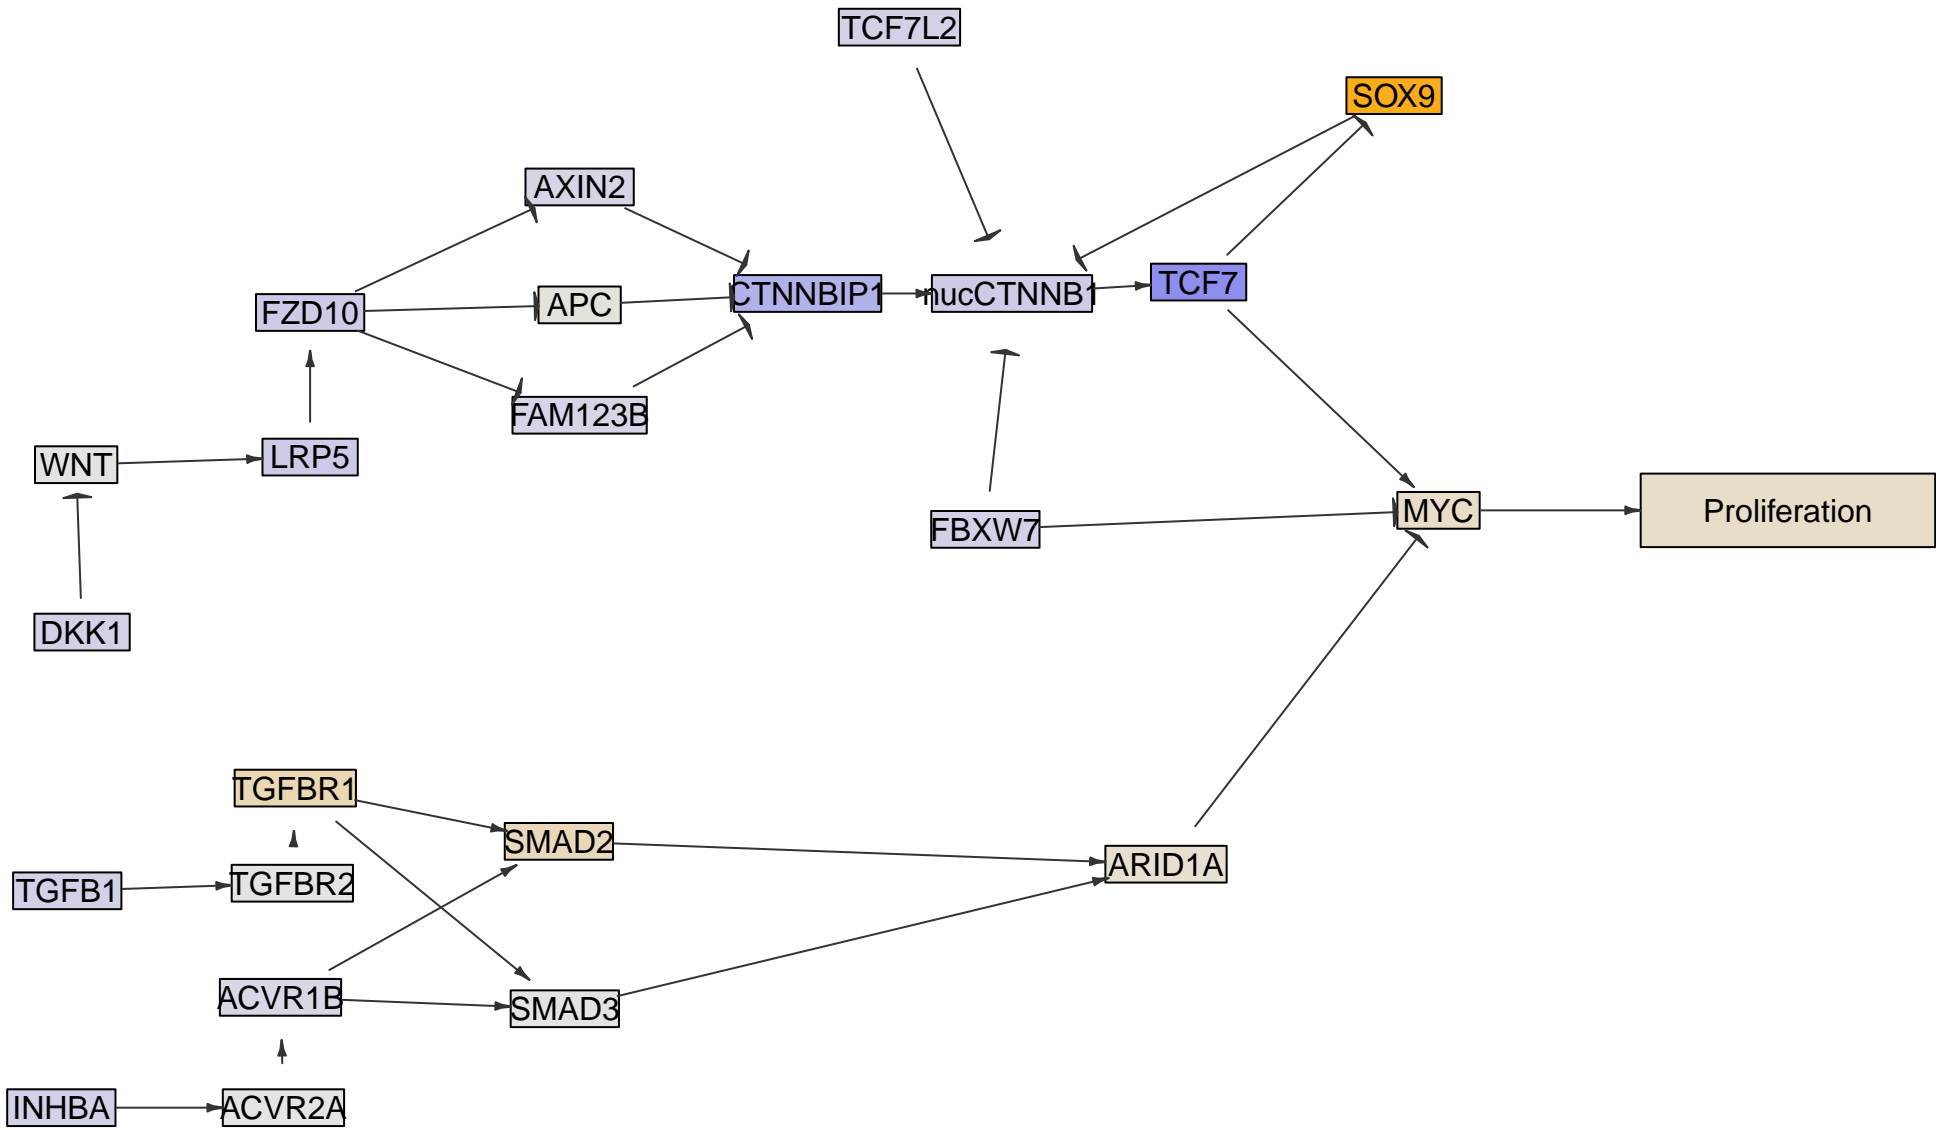 TCF7L2
SOX9
AXIN2
TCF7
CTNNBIP1
nucCTNNB1
APC
FZD10
FAM123B
LRP5
WNT
MYC
Proliferation
FBXW7
DKK1
TGFBR1
SMAD2
ARID1A
TGFBR2
TGFB1
ACVR1B
SMAD3
INHBA
ACVR2A